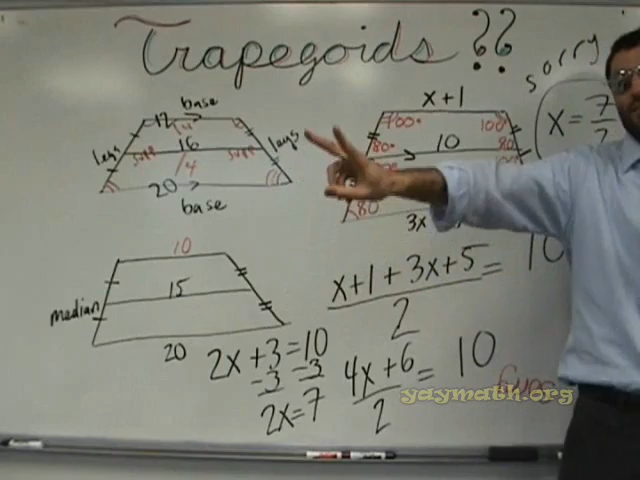 Trapezoids ??
sorry
base
12
14
16
14
supp
supp
legs
legs
20
base
x+1
100°
100°
10
80°
80
80
3x
x = 7
10
10
15
median
20
x+1 + 3x+5 =
2
2x + 3 = 10
-3 -3
2x = 7
4x + 6 = 10
2
yaymath.org